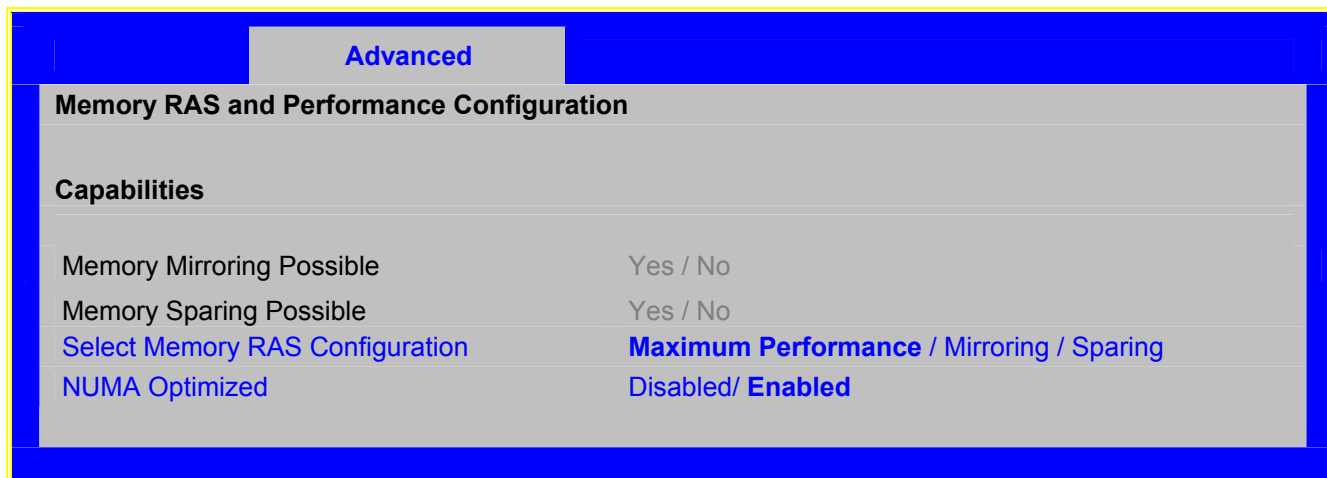 Advanced
Memory RAS and Performance Configuration
Capabilities
Memory Mirroring Possible Yes / No
Memory Sparing Possible Yes / No
Select Memory RAS Configuration Maximum Performance / Mirroring / Sparing
NUMA Optimized Disabled/ Enabled